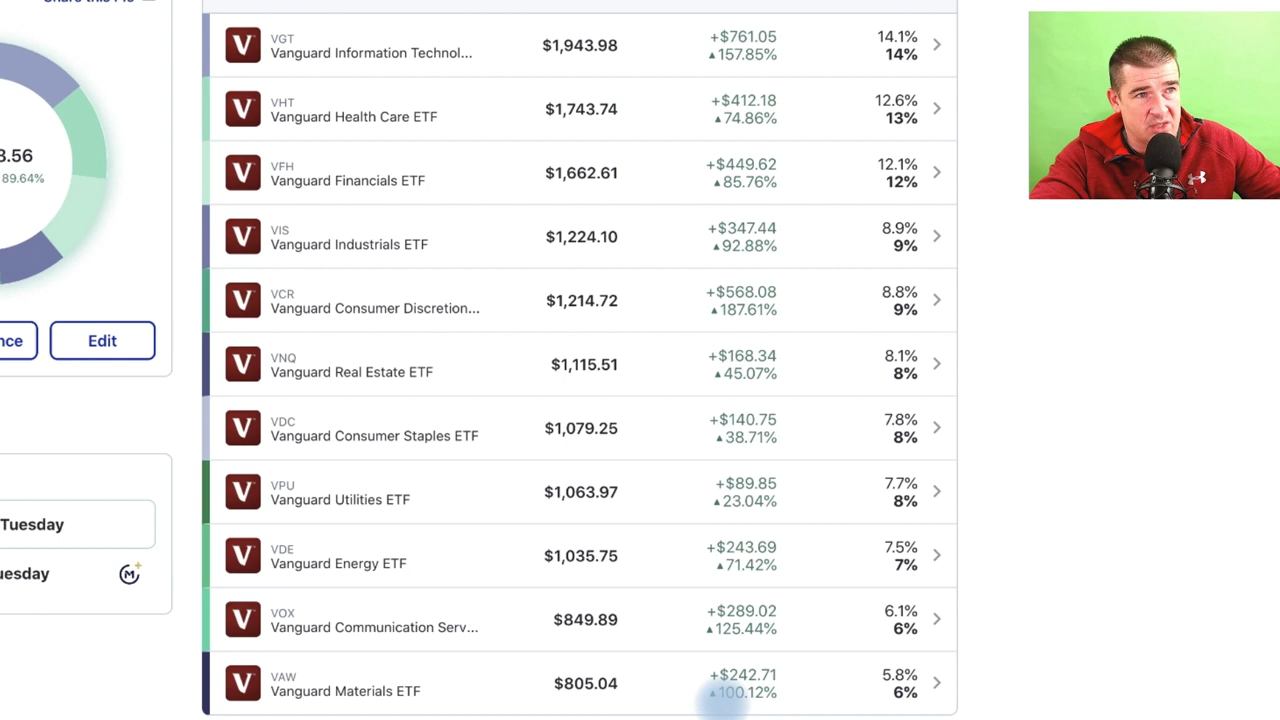 Share this Pie
3.56
89.64%
nce
Edit
Tuesday
uesday
M+
V VGT
Vanguard Information Technol...
$1,943.98
+$761.05
▲157.85%
14.1%
14%
V VHT
Vanguard Health Care ETF
$1,743.74
+$412.18
▲74.86%
12.6%
13%
V VFH
Vanguard Financials ETF
$1,662.61
+$449.62
▲85.76%
12.1%
12%
V VIS
Vanguard Industrials ETF
$1,224.10
+$347.44
▲92.88%
8.9%
9%
V VCR
Vanguard Consumer Discretion...
$1,214.72
+$568.08
▲187.61%
8.8%
9%
V VNQ
Vanguard Real Estate ETF
$1,115.51
+$168.34
▲45.07%
8.1%
8%
V VDC
Vanguard Consumer Staples ETF
$1,079.25
+$140.75
▲38.71%
7.8%
8%
V VPU
Vanguard Utilities ETF
$1,063.97
+$89.85
▲23.04%
7.7%
8%
V VDE
Vanguard Energy ETF
$1,035.75
+$243.69
▲71.42%
7.5%
7%
V VOX
Vanguard Communication Serv...
$849.89
+$289.02
▲125.44%
6.1%
6%
V VAW
Vanguard Materials ETF
$805.04
+$242.71
▲100.12%
5.8%
6%